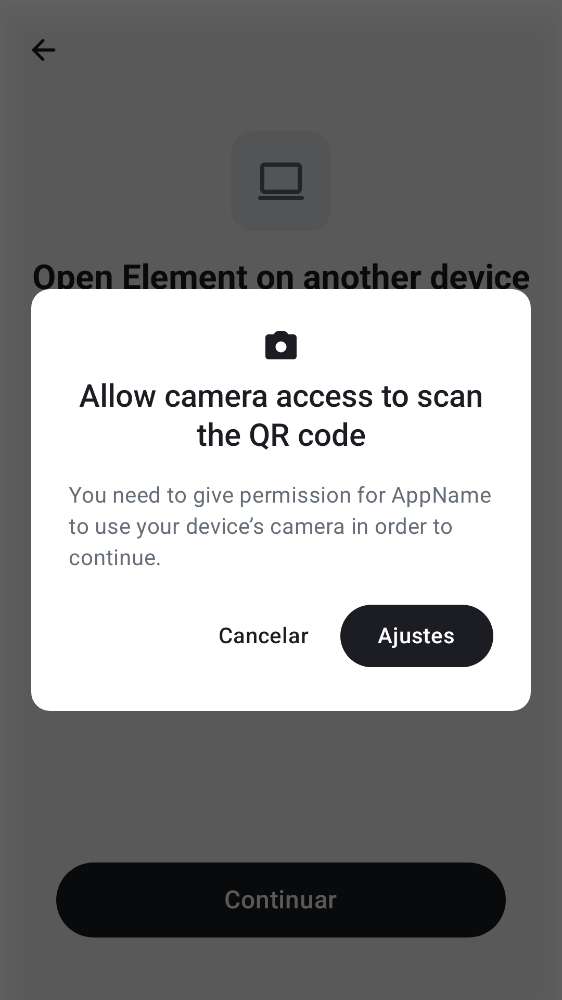 Open Element on another device
Allow camera access to scan
the QR code
You need to give permission for AppName
to use your device’s camera in order to
continue.
Cancelar
Ajustes
Continuar